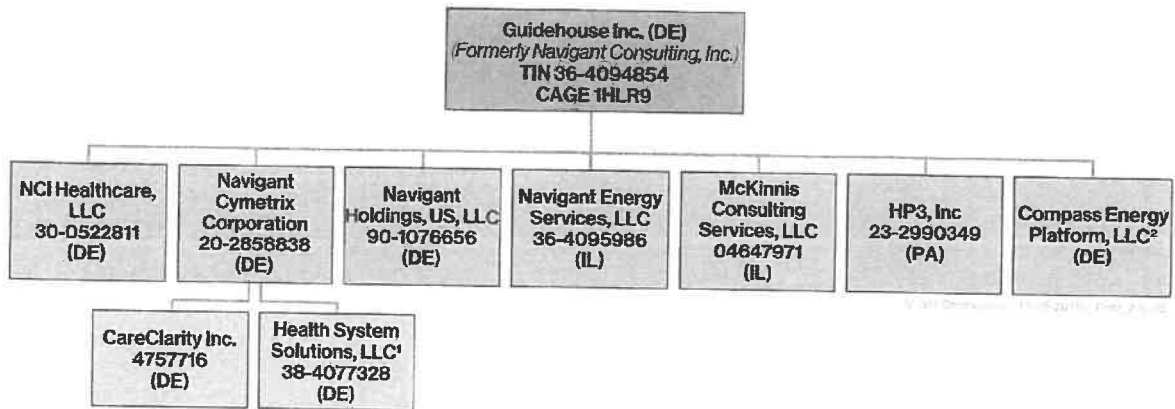 Guidehouse Inc. (DE)
(Formerly Navigant Consulting, Inc.)
TIN 36-4094854
CAGE 1HLR9
NCI Healthcare,
LLC
30-0522811
(DE)
Navigant
Cymetrix
Corporation
20-2858838
(DE)
Navigant
Holdings, US, LLC
90-1076656
(DE)
Navigant Energy
Services, LLC
36-4095986
(IL)
McKinnis
Consulting
Services, LLC
04647971
(IL)
HP3, Inc
23-2990349
(PA)
Compass Energy
Platform, LLC²
(DE)
CareClarity Inc.
4757716
(DE)
Health System
Solutions, LLC¹
38-4077328
(DE)